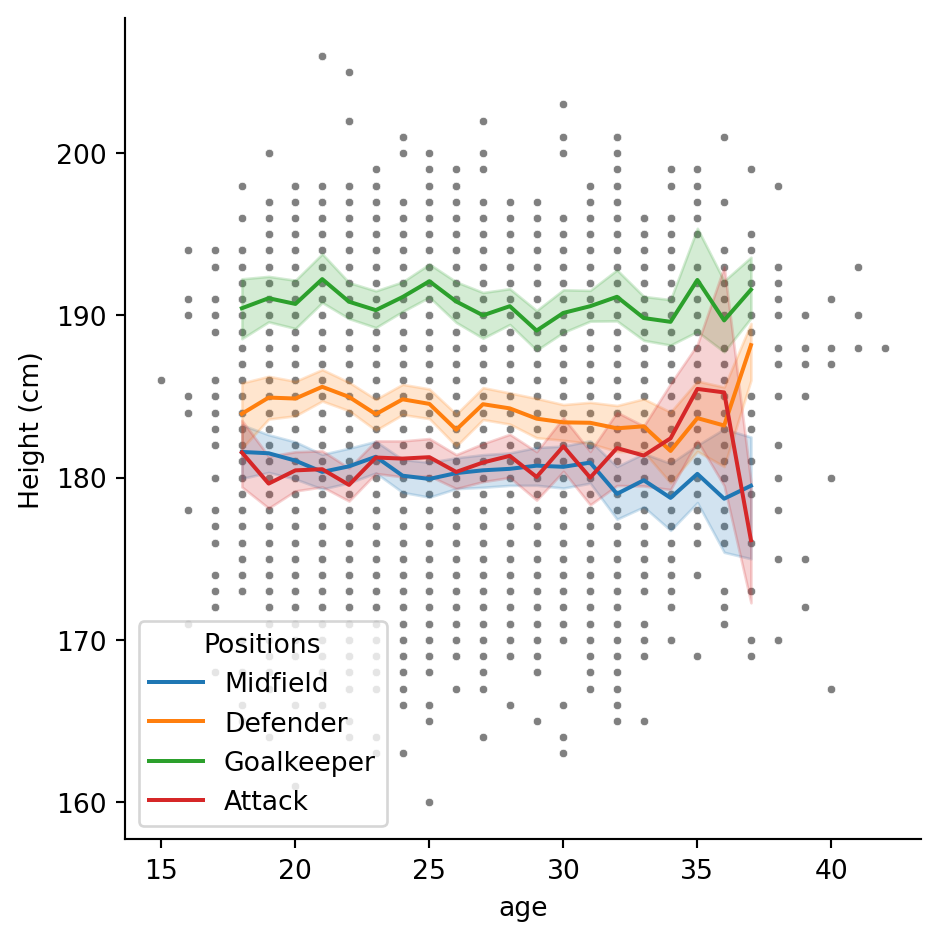 Height (cm)
200
190
180
170
160
Positions
Midfield
Defender
Goalkeeper
Attack
15 20 25 30 35 40
age